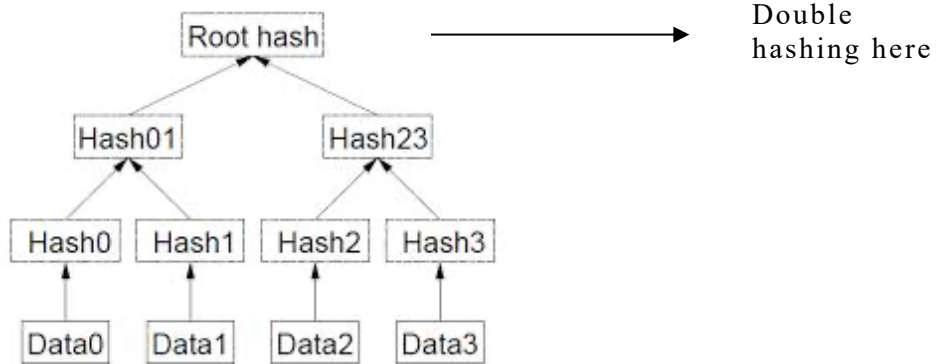 Root hash
Double
hashing here
Hash01
Hash23
Hash0
Hash1
Hash2
Hash3
Data0
Data1
Data2
Data3